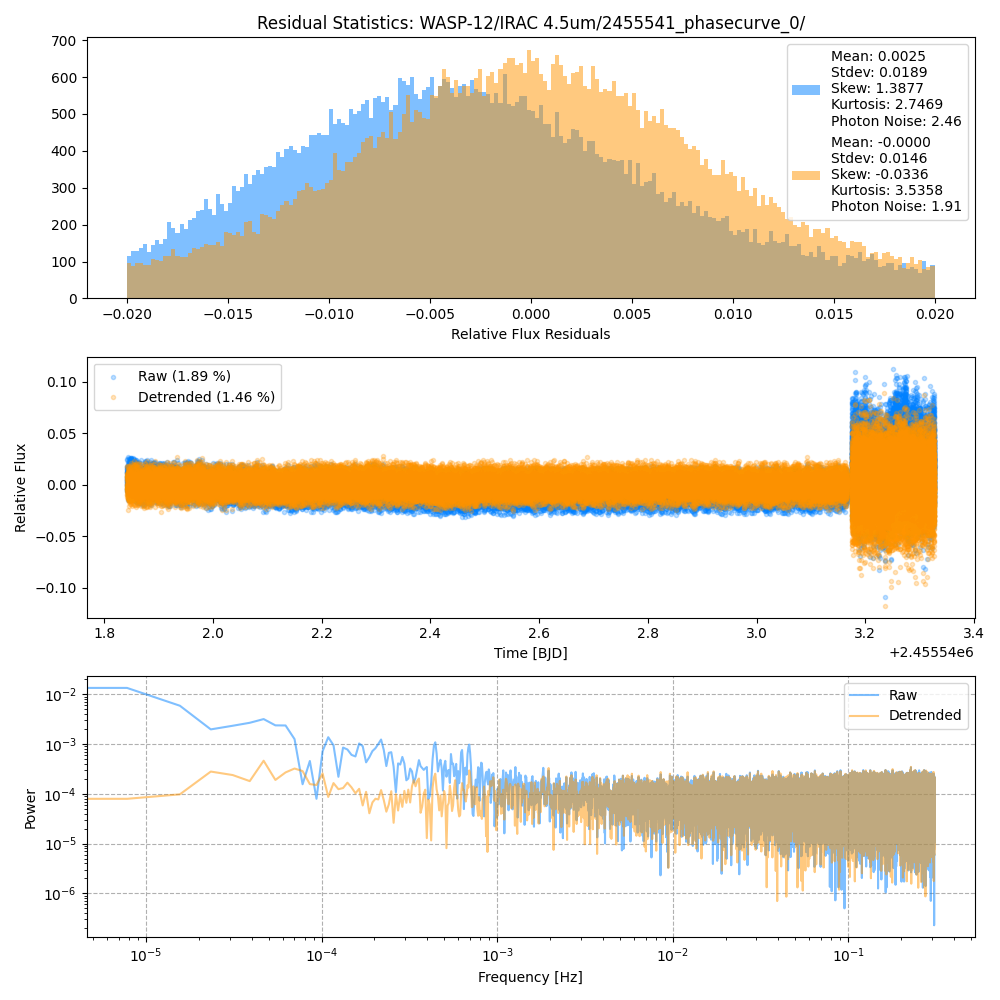 Residual Statistics: WASP-12/IRAC 4.5um/2455541_phasecurve_0/
700
600
500
400
300
200
100
0
Mean: 0.0025
Stdev: 0.0189
Skew: 1.3877
Kurtosis: 2.7469
Photon Noise: 2.46
Mean: -0.0000
Stdev: 0.0146
Skew: -0.0336
Kurtosis: 3.5358
Photon Noise: 1.91
−0.020 −0.015 −0.010 −0.005 0.000 0.005 0.010 0.015 0.020
Relative Flux Residuals
Relative Flux
0.10
0.05
0.00
−0.05
−0.10
Raw (1.89 %)
Detrended (1.46 %)
1.8 2.0 2.2 2.4 2.6 2.8 3.0 3.2 3.4
Time [BJD]
+2.45554e6
Power
10⁻²
10⁻³
10⁻⁴
10⁻⁵
10⁻⁶
Raw
Detrended
10⁻⁵ 10⁻⁴ 10⁻³ 10⁻² 10⁻¹
Frequency [Hz]